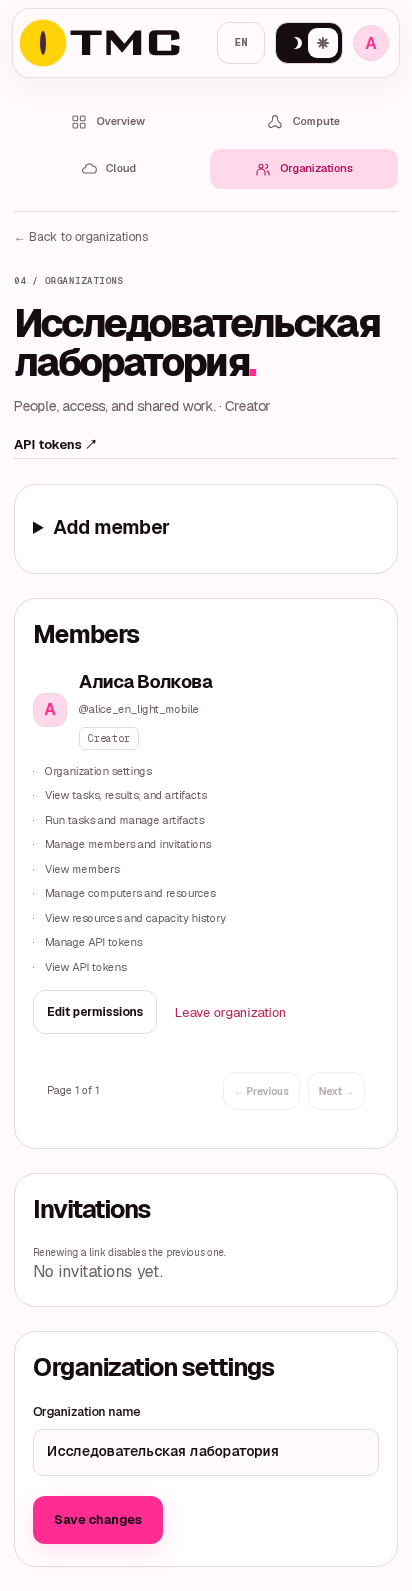 TMC
EN
A
Overview
Compute
Cloud
Organizations
← Back to organizations
04 / ORGANIZATIONS
Исследовательская
лаборатория.
People, access, and shared work. · Creator
API tokens ↗
▶ Add member
Members
A
Алиса Волкова
@alice_en_light_mobile
Creator
· Organization settings
· View tasks, results, and artifacts
· Run tasks and manage artifacts
· Manage members and invitations
· View members
· Manage computers and resources
· View resources and capacity history
· Manage API tokens
· View API tokens
Edit permissions
Leave organization
Page 1 of 1
← Previous
Next →
Invitations
Renewing a link disables the previous one.
No invitations yet.
Organization settings
Organization name
Исследовательская лаборатория
Save changes